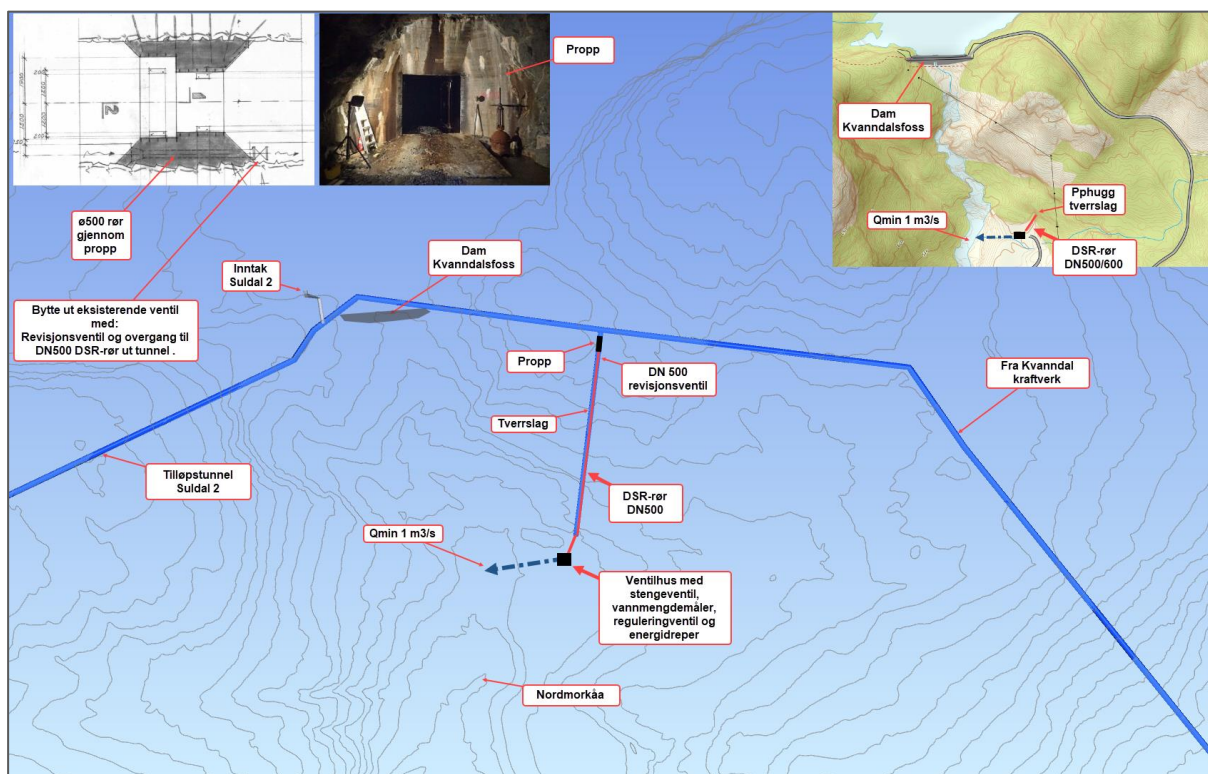 Propp
Dam
Kvanndalsfoss
Pphugg
tverrslag
Qmin 1 m3/s
DSR-rør
DN500/600
ø500 rør
gjennom
propp
Inntak
Suldal 2
Dam
Kvanndalsfoss
Bytte ut eksisterende ventil
med:
Revisjonsventil og overgang til
DN500 DSR-rør ut tunnel .
Propp
DN 500
revisjonsventil
Fra Kvanndal
kraftverk
Tverrslag
Tilløpstunnel
Suldal 2
DSR-rør
DN500
Qmin 1 m3/s
Ventilhus med
stengeventil,
vannmengdemåler,
reguleringventil og
energidreper
Nordmorkåa